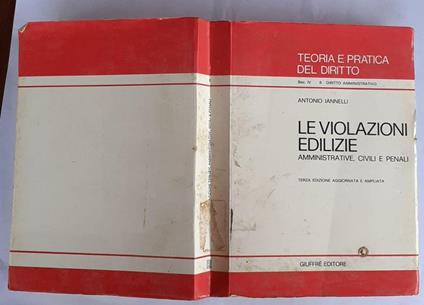 TEORIA E PRATICA
DEL DIRITTO
Sez. IV 8 DIRITTO AMMINISTRATIVO
ANTONIO IANNELLI
LE VIOLAZIONI
EDILIZIE
AMMINISTRATIVE, CIVILI E PENALI
TERZA EDIZIONE AGGIORNATA E AMPLIATA
GIUFFRÈ EDITORE